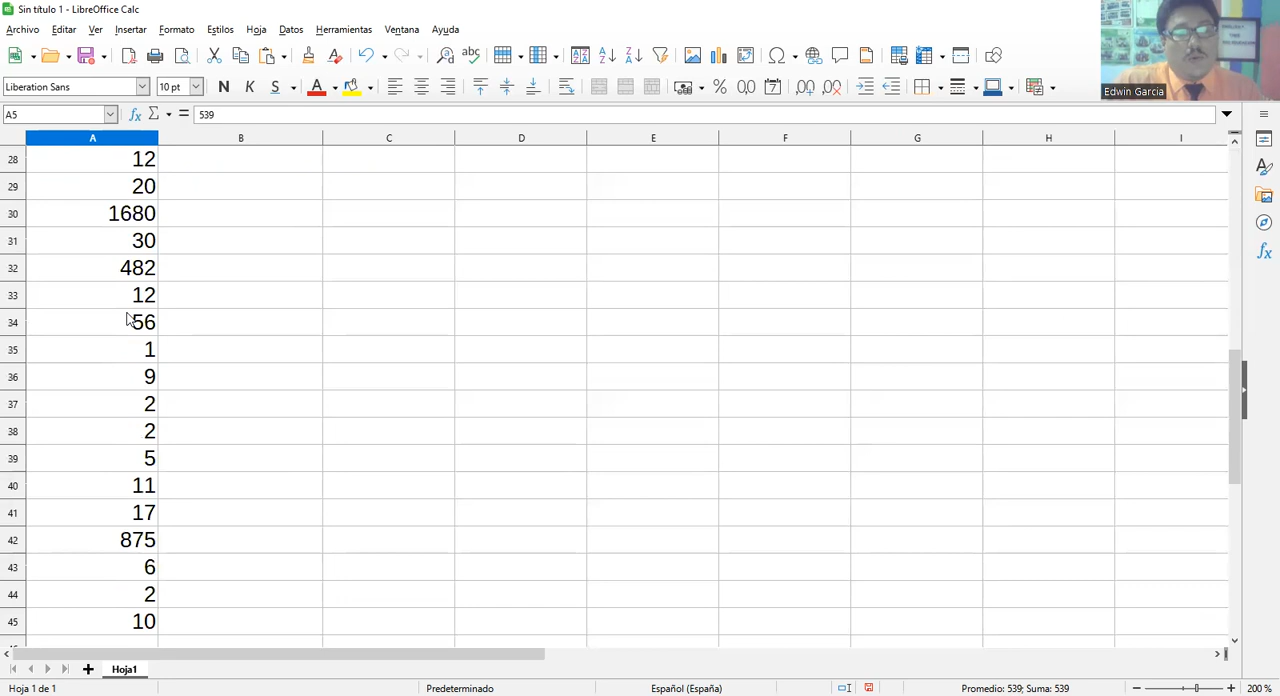 Sin título 1 - LibreOffice Calc
Archivo Editar Ver Insertar Formato Estilos Hoja Datos Herramientas Ventana Ayuda
Liberation Sans 10 pt N K S
A5 539
A B C D E F G H I
28 12
29 20
30 1680
31 30
32 482
33 12
34 56
35 1
36 9
37 2
38 2
39 5
40 11
41 17
42 875
43 6
44 2
45 10
Hoja1
Hoja 1 de 1 Predeterminado Español (España) Promedio: 539; Suma: 539 200 %
Edwin Garcia